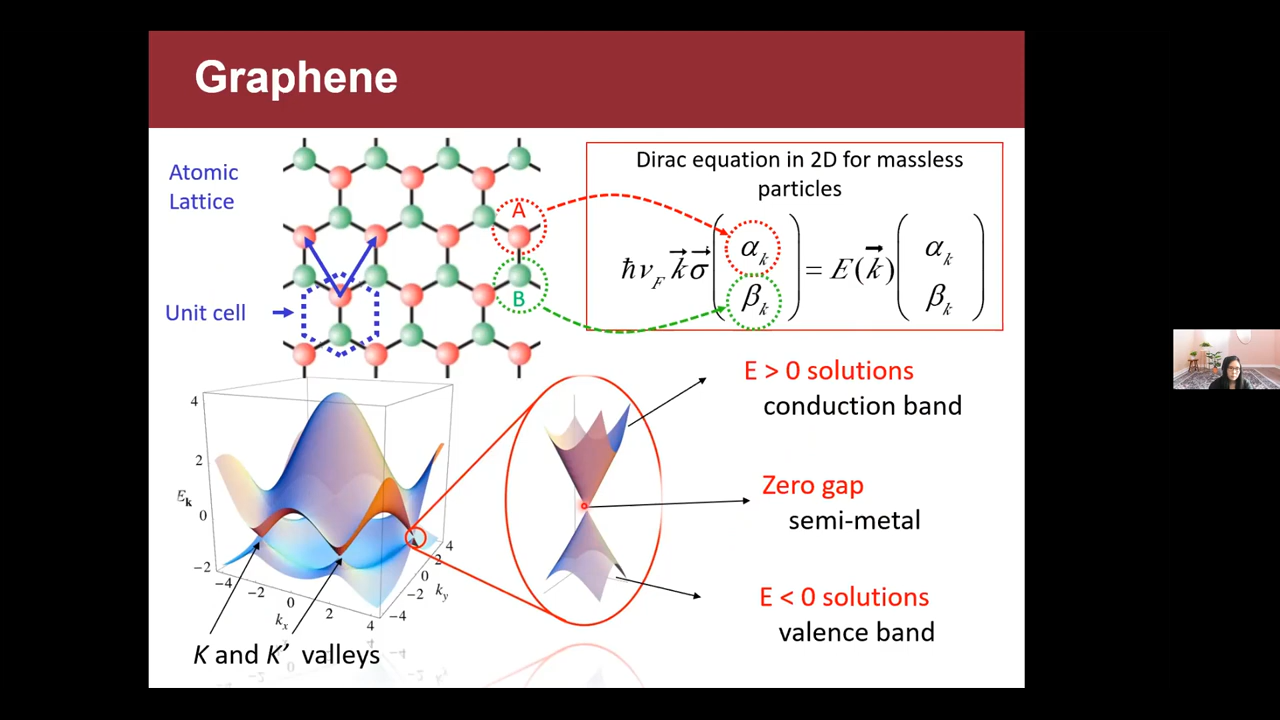 Graphene
Atomic
Lattice
Unit cell
A
B
Dirac equation in 2D for massless
particles
ħv_F k⃗σ⃗ (α_k β_k) = E(k⃗) (α_k β_k)
E > 0 solutions
conduction band
Zero gap
semi-metal
E < 0 solutions
valence band
4
2
0
−2
E_k
−4
−2
0
2
4
k_x
−4
−2
0
2
4
k_y
K and K’ valleys